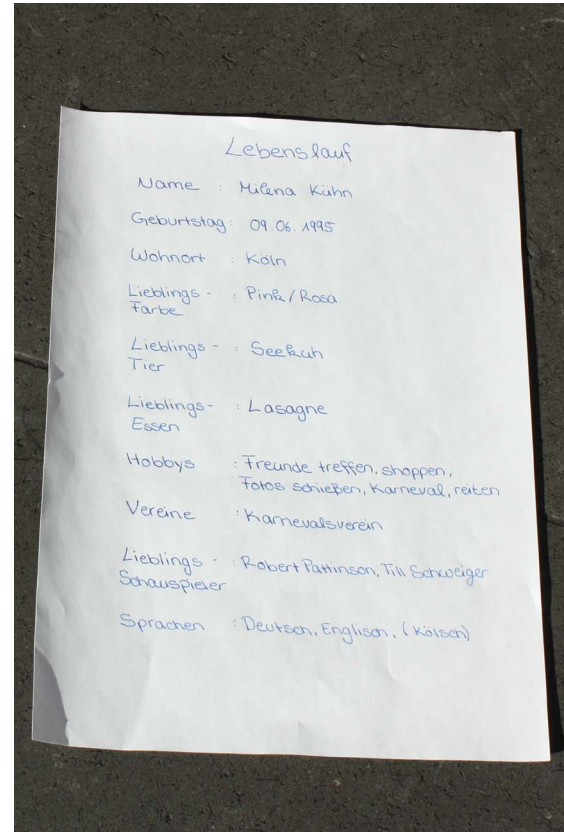 Lebenslauf
Name : Milena Kühn
Geburtstag : 09.06.1995
Wohnort : Köln
Lieblings- : Pink/Rosa
Farbe
Lieblings- : Seekuh
Tier
Lieblings- : Lasagne
Essen
Hobbys : Freunde treffen, shoppen,
Fotos schießen, Karneval, reiten
Vereine : Karnevalsverein
Lieblings- : Robert Pattinson, Till Schweiger
Schauspieler
Sprachen : Deutsch, Englisch, (Kölsch)